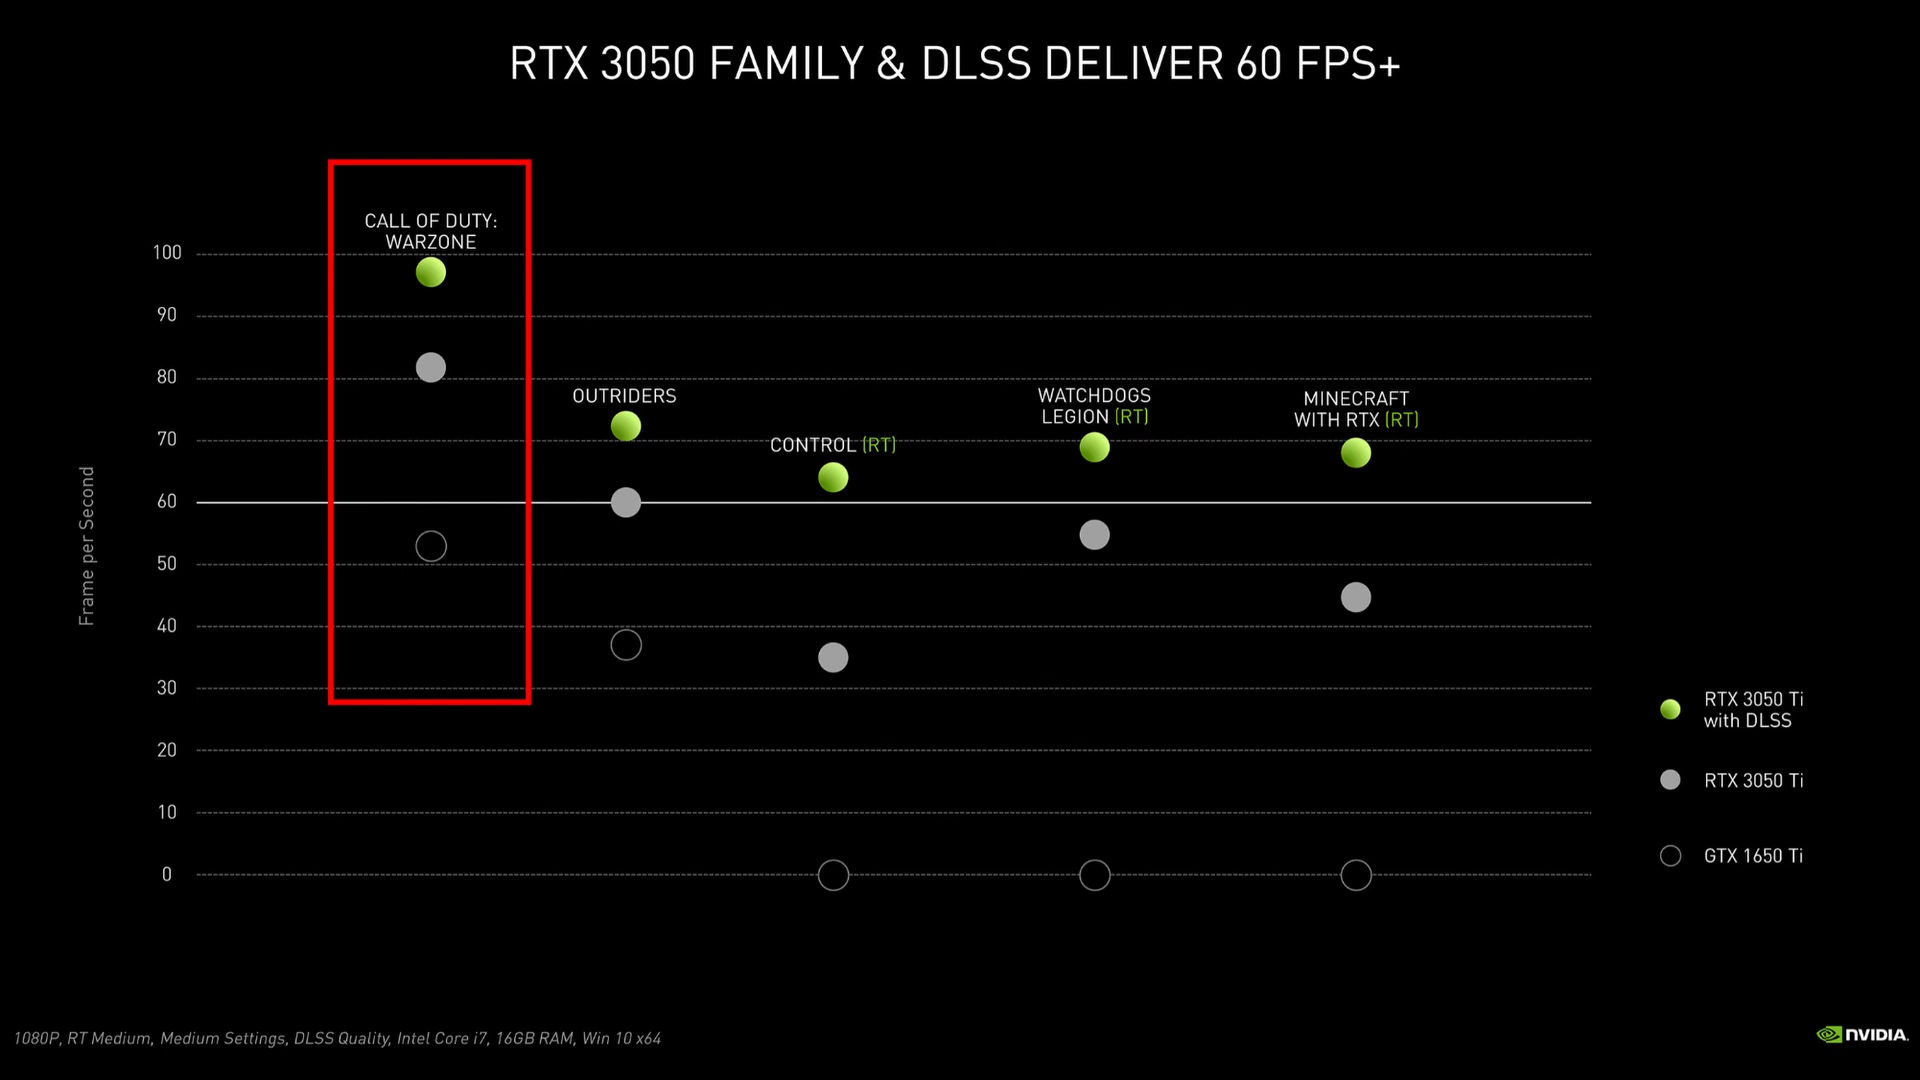 RTX 3050 FAMILY & DLSS DELIVER 60 FPS+
CALL OF DUTY:
WARZONE
OUTRIDERS
CONTROL (RT)
WATCHDOGS
LEGION (RT)
MINECRAFT
WITH RTX (RT)
100
90
80
70
60
50
40
30
20
10
0
Frame per Second
RTX 3050 Ti
with DLSS
RTX 3050 Ti
GTX 1650 Ti
1080P, RT Medium, Medium Settings, DLSS Quality, Intel Core i7, 16GB RAM, Win 10 x64
NVIDIA.